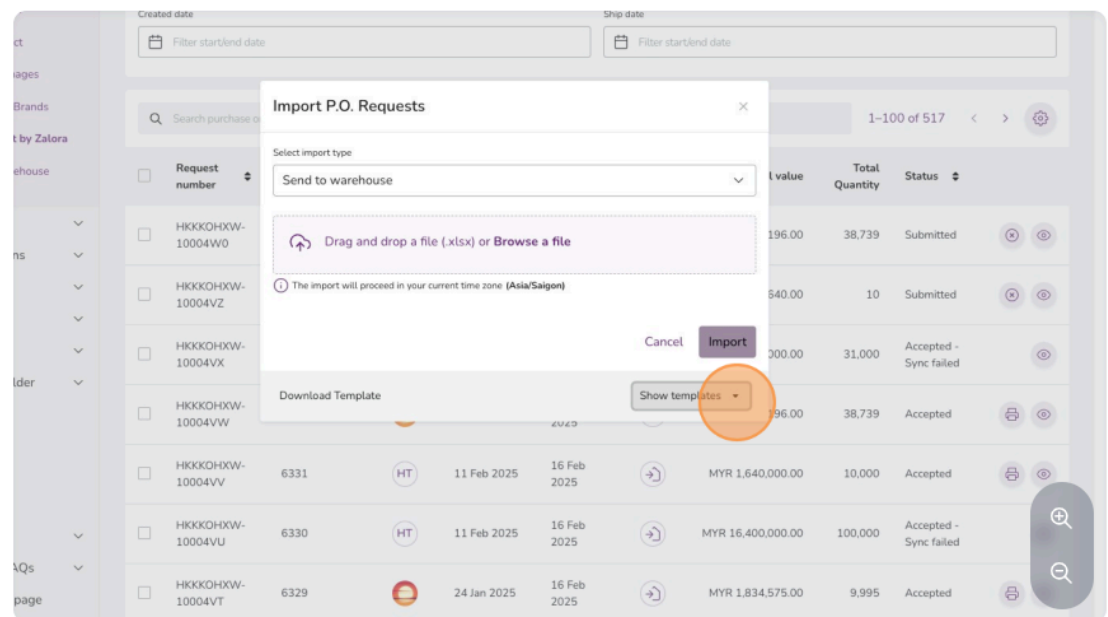 Created date
Ship date
Filter start/end date
Filter start/end date
ct
ages
Brands
t by Zalora
ehouse
ns
lder
AQs
page
Import P.O. Requests
Search purchase o
1–100 of 517
Select import type
Send to warehouse
Drag and drop a file (.xlsx) or Browse a file
The import will proceed in your current time zone (Asia/Saigon)
Cancel
Import
Download Template
Show templates
Request number
l value
Total Quantity
Status
HKKKOHXW-10004W0
196.00
38,739
Submitted
HKKKOHXW-10004VZ
640.00
10
Submitted
HKKKOHXW-10004VX
000.00
31,000
Accepted - Sync failed
HKKKOHXW-10004VW
2025
196.00
38,739
Accepted
HKKKOHXW-10004VV
6331
HT
11 Feb 2025
16 Feb 2025
MYR 1,640,000.00
10,000
Accepted
HKKKOHXW-10004VU
6330
HT
11 Feb 2025
16 Feb 2025
MYR 16,400,000.00
100,000
Accepted - Sync failed
HKKKOHXW-10004VT
6329
24 Jan 2025
16 Feb 2025
MYR 1,834,575.00
9,995
Accepted